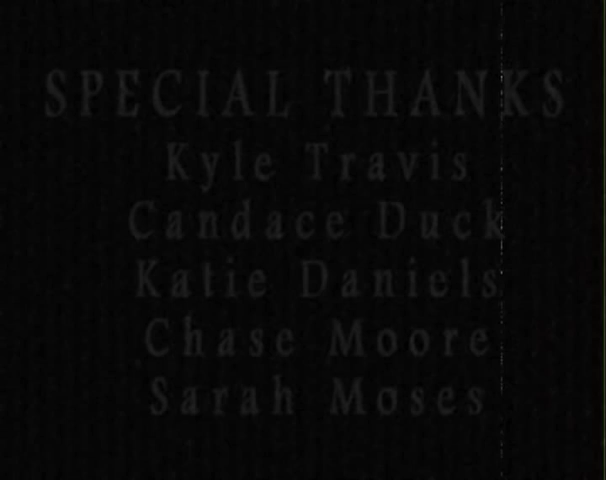 SPECIAL THANKS
Kyle Travis
Candace Duck
Katie Daniels
Chase Moore
Sarah Moses